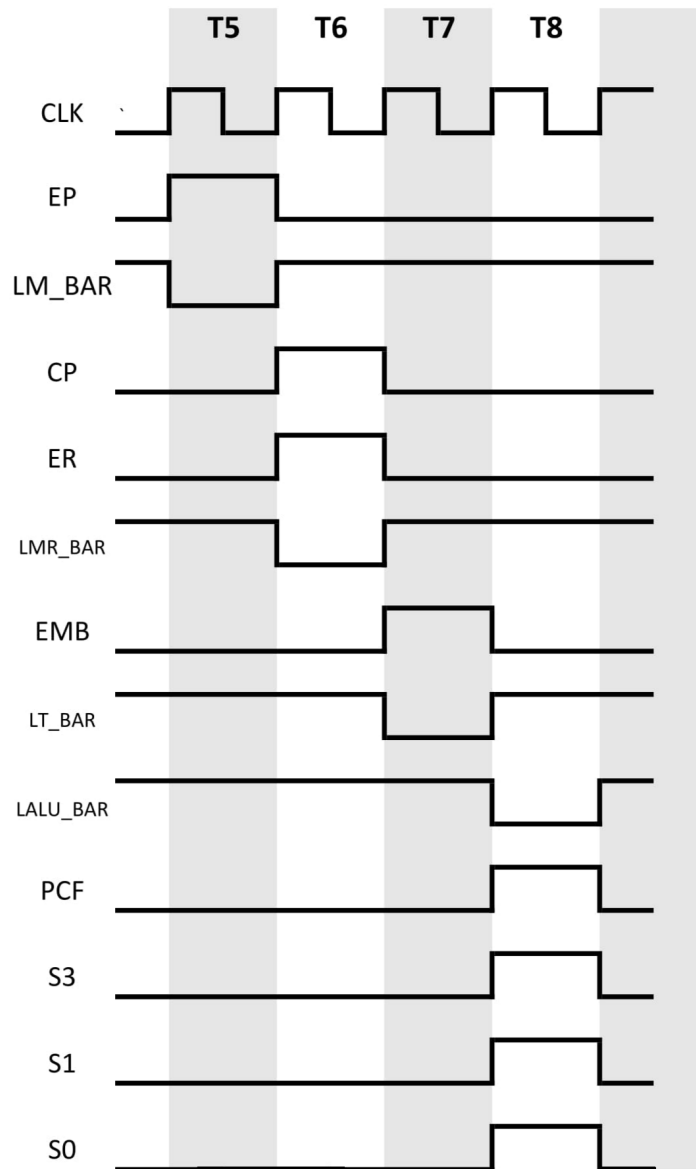 T5 T6 T7 T8
CLK `
EP
LM_BAR
CP
ER
LMR_BAR
EMB
LT_BAR
LALU_BAR
PCF
S3
S1
S0